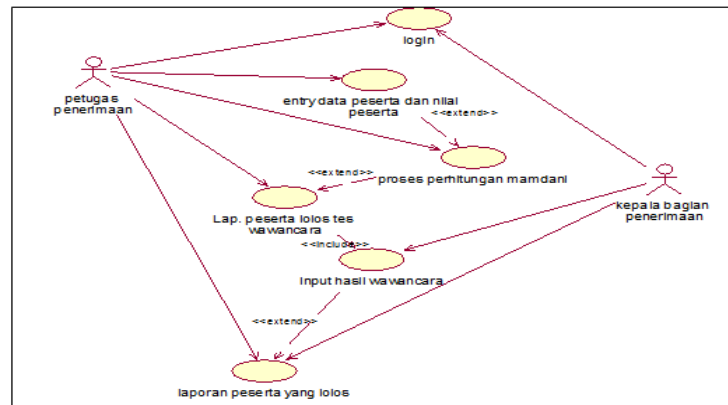 login
petugas
penerimaan
entry data peserta dan nilai
peserta
<<extend>>
proses perhitungan mamdani
<<extend>>
kepala bagian
penerimaan
Lap. peserta lolos tes
wawancara
<<include>>
Input hasil wawancara
<<extend>>
laporan peserta yang lolos